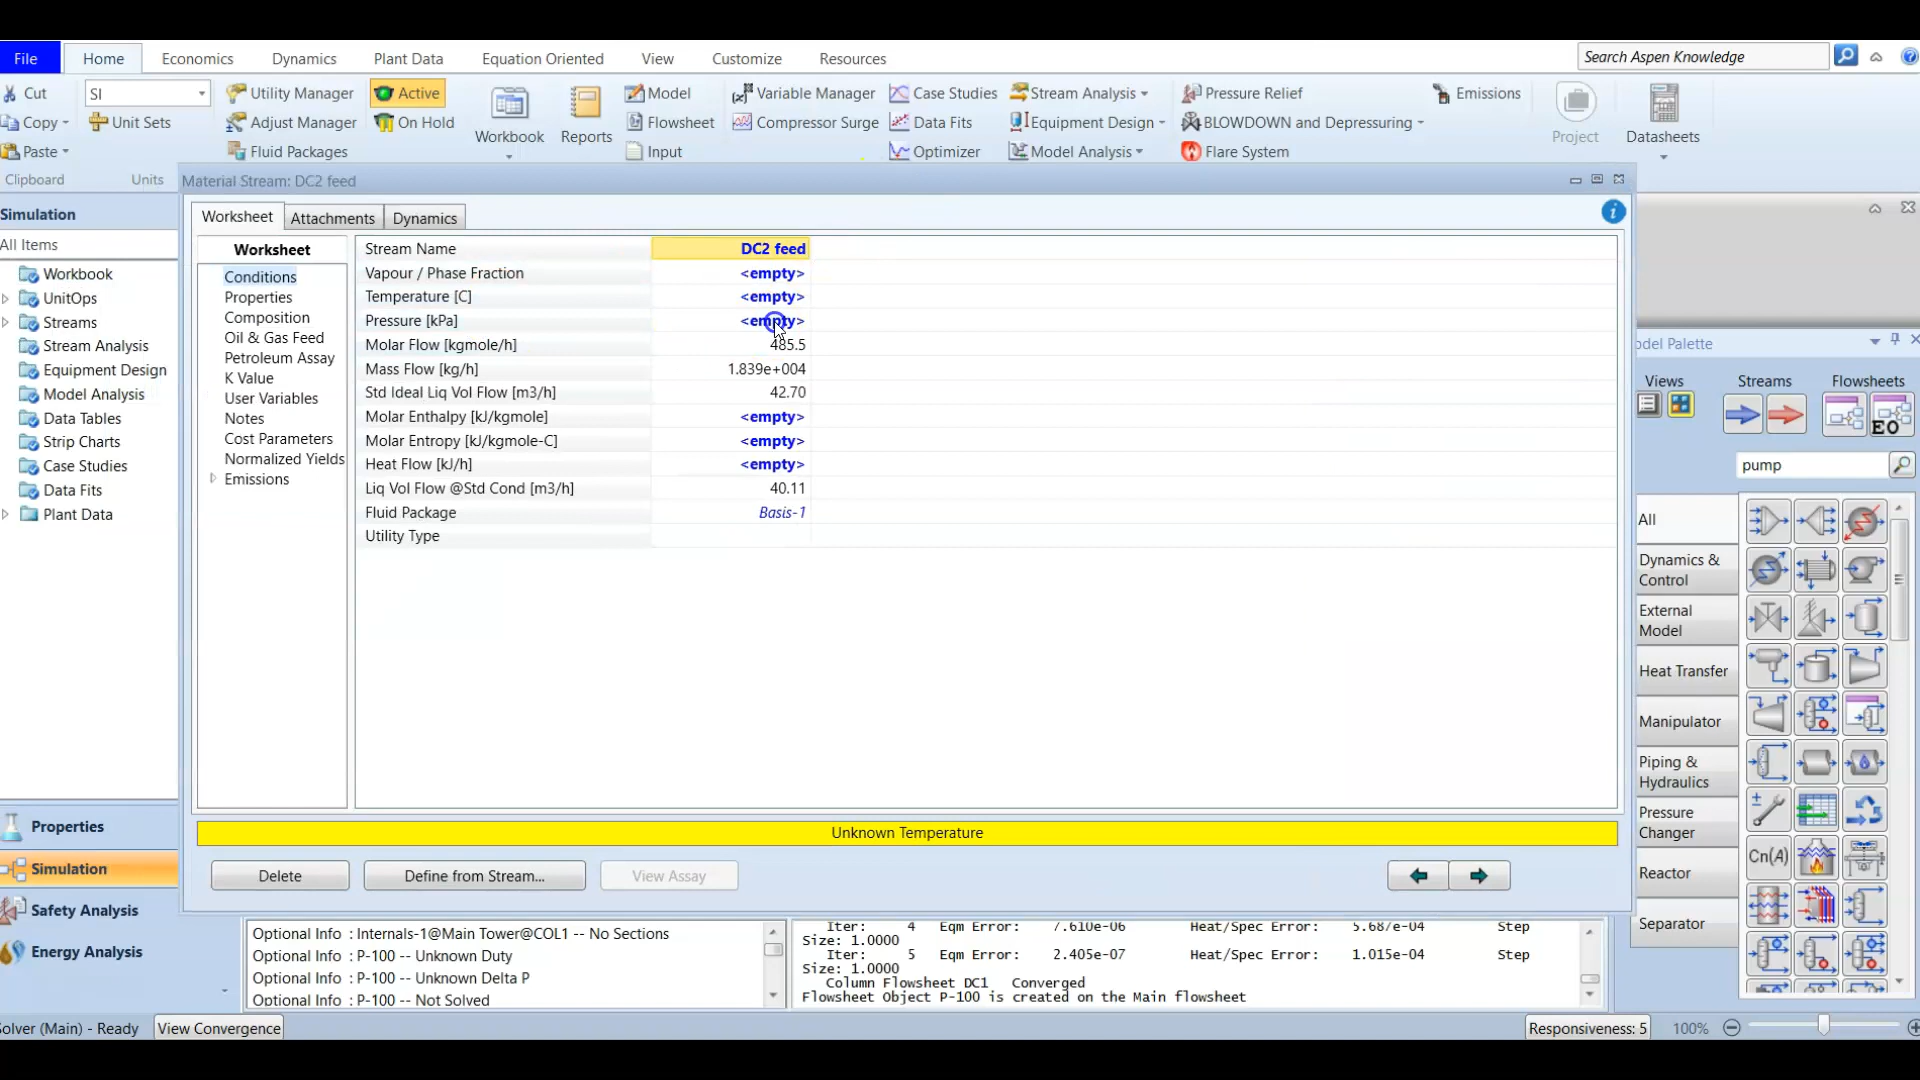 File Home Economics Dynamics Plant Data Equation Oriented View Customize Resources Search Aspen Knowledge
Cut SI Utility Manager Active Model Variable Manager Case Studies Stream Analysis Pressure Relief Emissions
Copy Unit Sets Adjust Manager On Hold Workbook Reports Flowsheet Compressor Surge Data Fits Equipment Design BLOWDOWN and Depressuring Project Datasheets
Paste Fluid Packages Input Optimizer Model Analysis Flare System
Clipboard Units
Material Stream: DC2 feed
Simulation
All Items
Workbook
UnitOps
Streams
Stream Analysis
Equipment Design
Model Analysis
Data Tables
Strip Charts
Case Studies
Data Fits
Plant Data
Properties
Simulation
Safety Analysis
Energy Analysis
Worksheet Attachments Dynamics
Worksheet
Conditions
Properties
Composition
Oil & Gas Feed
Petroleum Assay
K Value
User Variables
Notes
Cost Parameters
Normalized Yields
Emissions
Stream Name DC2 feed
Vapour / Phase Fraction <empty>
Temperature [C] <empty>
Pressure [kPa] <empty>
Molar Flow [kgmole/h] 485.5
Mass Flow [kg/h] 1.839e+004
Std Ideal Liq Vol Flow [m3/h] 42.70
Molar Enthalpy [kJ/kgmole] <empty>
Molar Entropy [kJ/kgmole-C] <empty>
Heat Flow [kJ/h] <empty>
Liq Vol Flow @Std Cond [m3/h] 40.11
Fluid Package Basis-1
Utility Type
Unknown Temperature
Delete Define from Stream... View Assay
odel Palette
Views Streams Flowsheets
EO
pump
All
Dynamics &
Control
External
Model
Heat Transfer
Manipulator
Piping &
Hydraulics
Pressure
Changer
Reactor
Separator
Cn(A)
Optional Info : Internals-1@Main Tower@COL1 -- No Sections
Optional Info : P-100 -- Unknown Duty
Optional Info : P-100 -- Unknown Delta P
Optional Info : P-100 -- Not Solved
Iter: 4 Eqm Error: 7.610e-06 Heat/Spec Error: 5.687e-04 Step
Size: 1.0000
Iter: 5 Eqm Error: 2.405e-07 Heat/Spec Error: 1.015e-04 Step
Size: 1.0000
Column Flowsheet DC1 Converged
Flowsheet Object P-100 is created on the Main flowsheet
Solver (Main) - Ready View Convergence Responsiveness: 5 100%